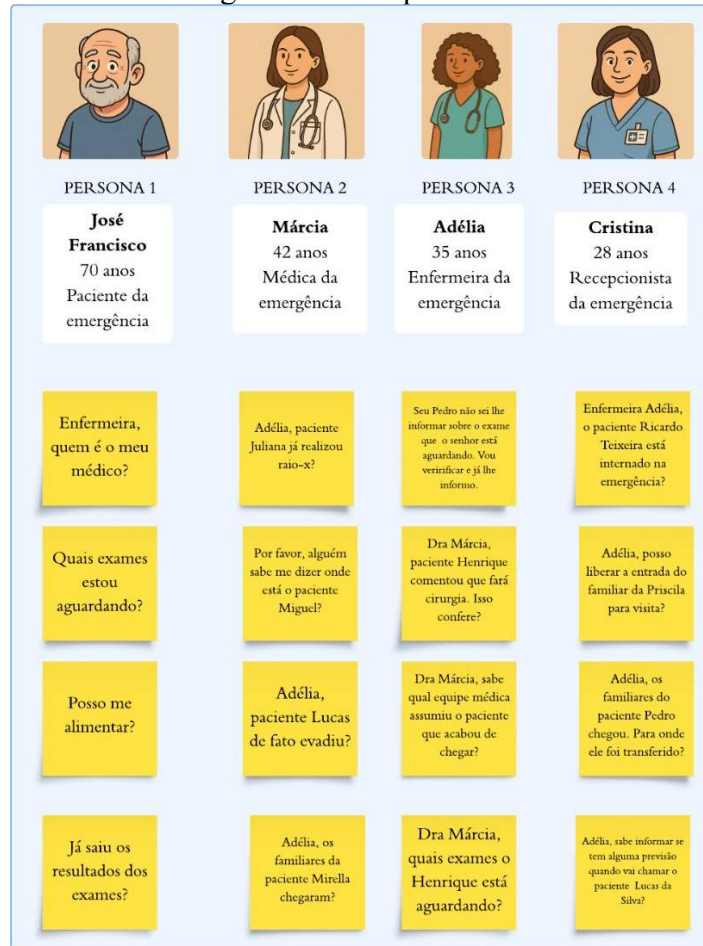 PERSONA 1
José
Francisco
70 anos
Paciente da
emergência
PERSONA 2
Márcia
42 anos
Médica da
emergência
PERSONA 3
Adélia
35 anos
Enfermeira da
emergência
PERSONA 4
Cristina
28 anos
Recepcionista
da emergência
Enfermeira,
quem é o meu
médico?
Adélia, paciente
Juliana já realizou
raio-x?
Seu Pedro não sei lhe
informar sobre o exame
que o senhor está
aguardando. Vou
veririficar e já lhe
informo.
Enfermeira Adélia,
o paciente Ricardo
Teixeira está
internado na
emergência?
Quais exames
estou
aguardando?
Por favor, alguém
sabe me dizer onde
está o paciente
Miguel?
Dra Márcia,
paciente Henrique
comentou que fará
cirurgia. Isso
confere?
Adélia, posso
liberar a entrada do
familiar da Priscila
para visita?
Posso me
alimentar?
Adélia,
paciente Lucas
de fato evadiu?
Dra Márcia, sabe
qual equipe médica
assumiu o paciente
que acabou de
chegar?
Adélia, os
familiares do
paciente Pedro
chegou. Para onde
ele foi transferido?
Já saiu os
resultados dos
exames?
Adélia, os
familiares da
paciente Mirella
chegaram?
Dra Márcia,
quais exames o
Henrique está
aguardando?
Adélia, sabe informar se
tem alguma previsão
quando vai chamar o
paciente Lucas da
Silva?